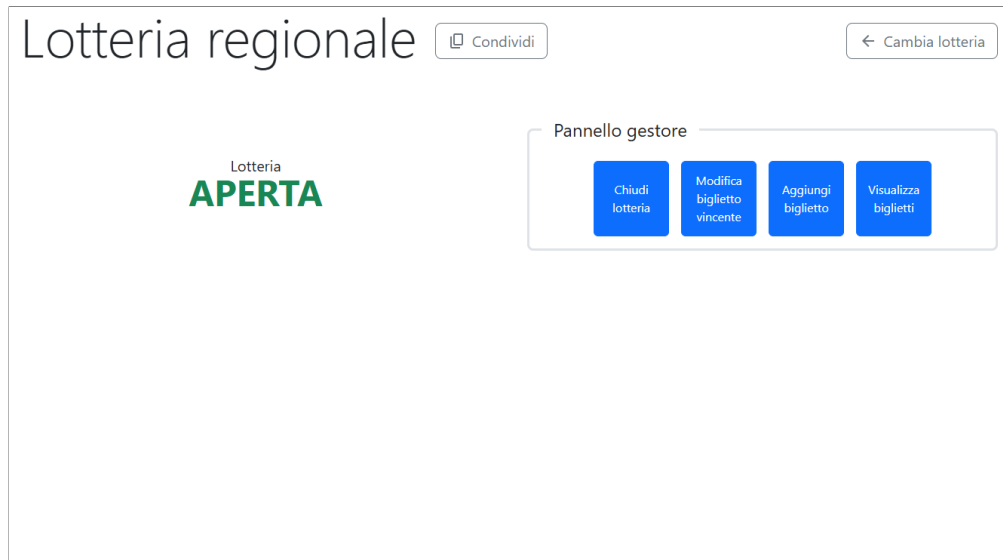 Lotteria regionale
Condividi
Cambia lotteria
Lotteria
APERTA
Pannello gestore
Chiudi
lotteria
Modifica
biglietto
vincente
Aggiungi
biglietto
Visualizza
biglietti